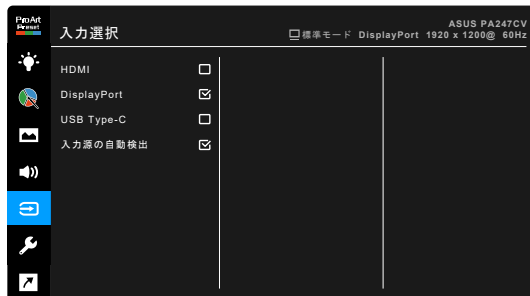 ProArt
Preset
入力選択
ASUS PA247CV
標準モード DisplayPort 1920 x 1200@ 60Hz
HDMI
DisplayPort
USB Type-C
入力源の自動検出